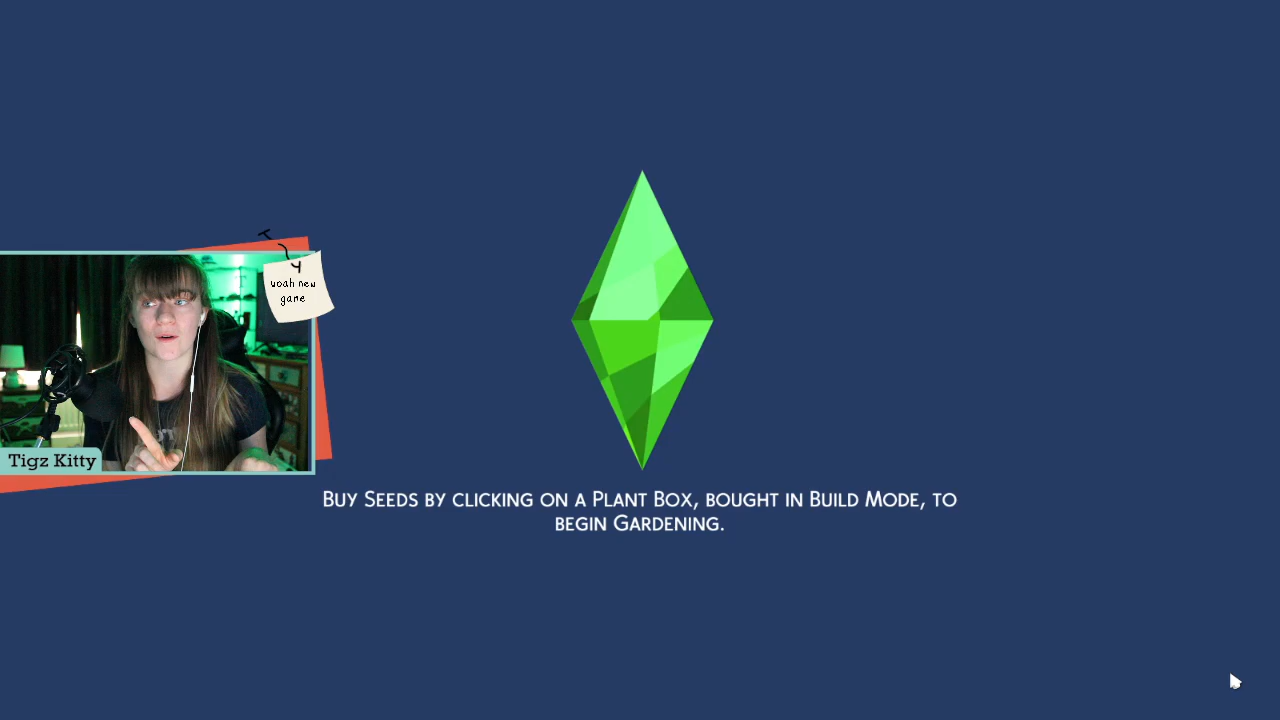 woah new
game
Tigz Kitty
BUY SEEDS BY CLICKING ON A PLANT BOX, BOUGHT IN BUILD MODE, TO
BEGIN GARDENING.